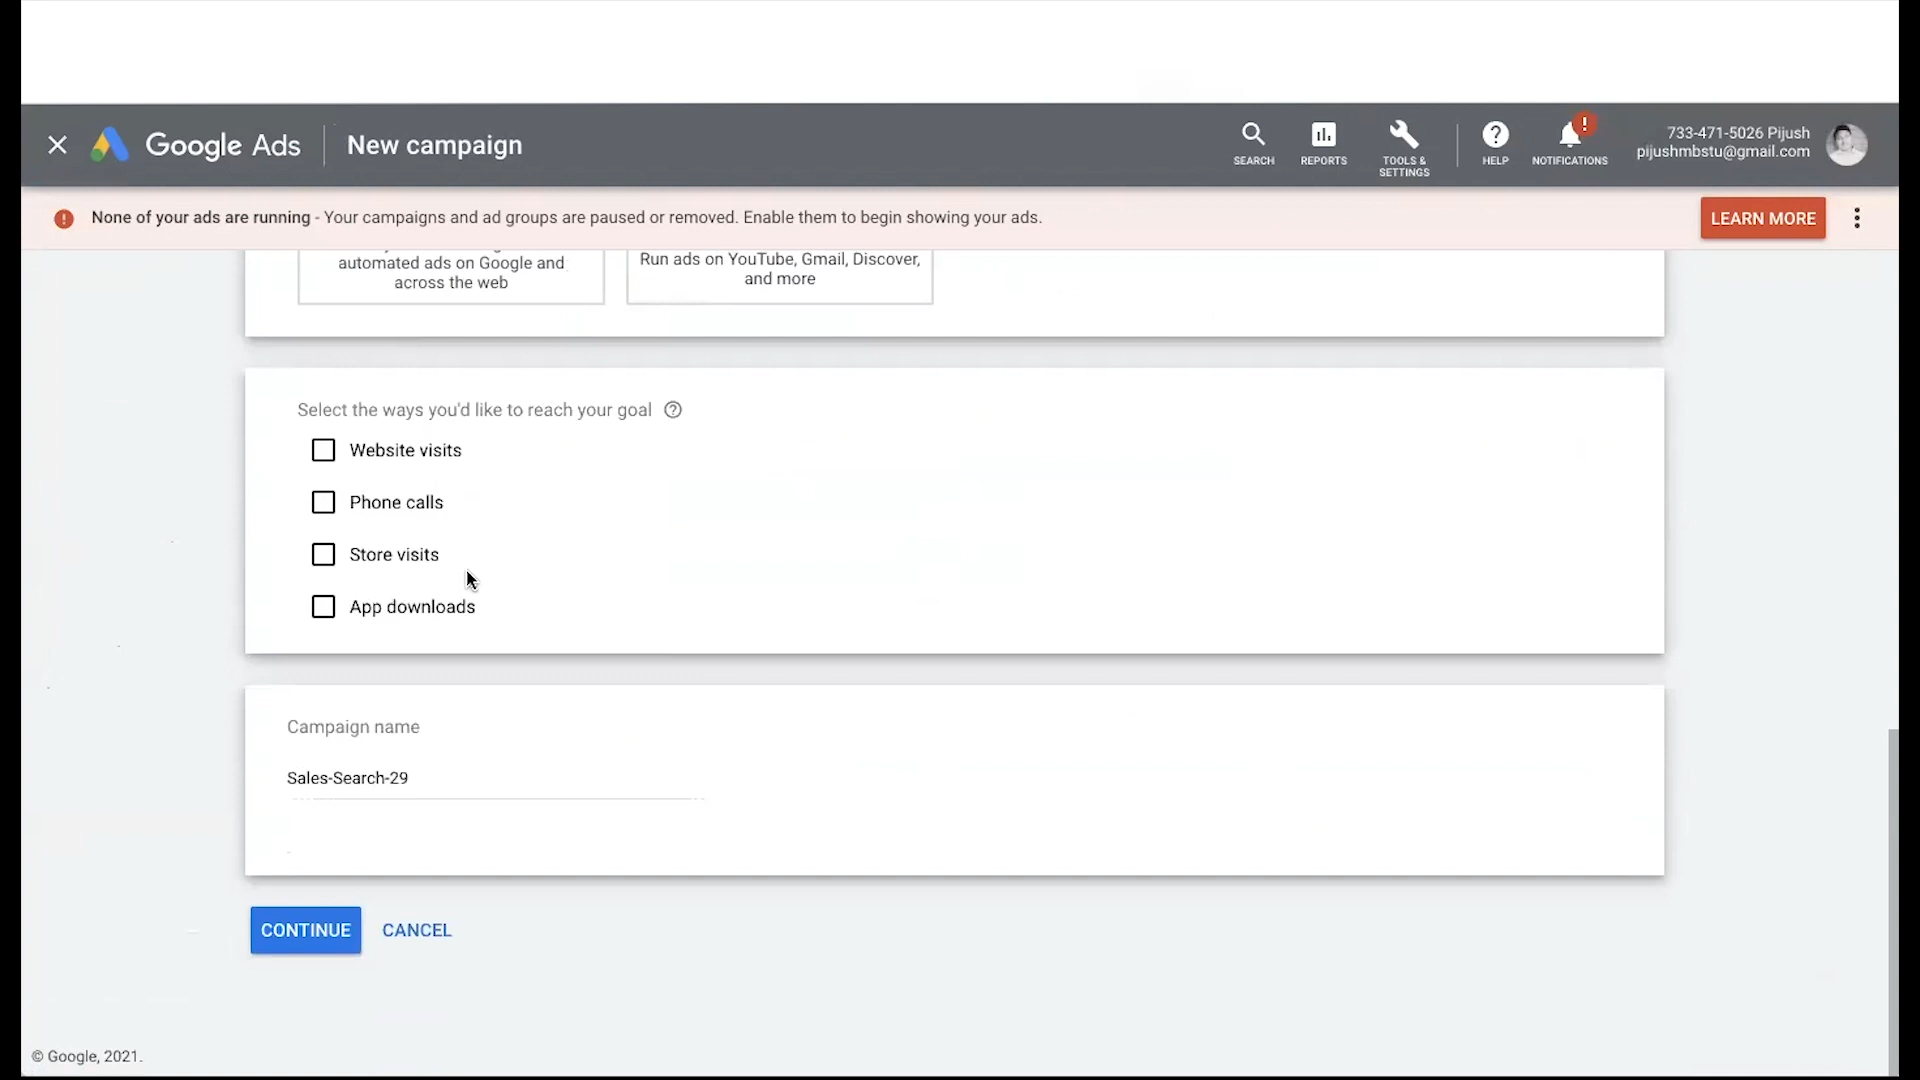 Google Ads
New campaign
SEARCH
REPORTS
TOOLS &
SETTINGS
HELP
!
NOTIFICATIONS
733-471-5026 Pijush
pijushmbstu@gmail.com
None of your ads are running - Your campaigns and ad groups are paused or removed. Enable them to begin showing your ads.
LEARN MORE
automated ads on Google and
across the web
Run ads on YouTube, Gmail, Discover,
and more
Select the ways you'd like to reach your goal
Website visits
Phone calls
Store visits
App downloads
Campaign name
Sales-Search-29
CONTINUE
CANCEL
© Google, 2021.